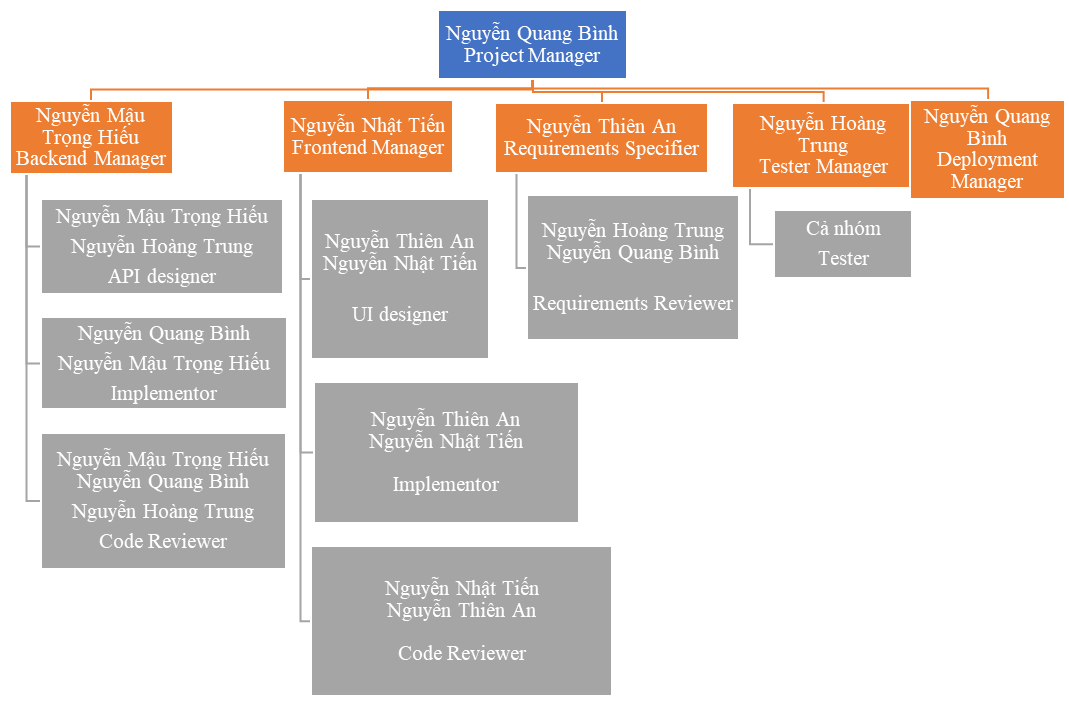 Nguyễn Quang Bình
Project Manager
Nguyễn Mậu
Trọng Hiếu
Backend Manager
Nguyễn Mậu Trọng Hiếu
Nguyễn Hoàng Trung
API designer
Nguyễn Quang Bình
Nguyễn Mậu Trọng Hiếu
Implementor
Nguyễn Mậu Trọng Hiếu
Nguyễn Quang Bình
Nguyễn Hoàng Trung
Code Reviewer
Nguyễn Nhật Tiến
Frontend Manager
Nguyễn Thiên An
Nguyễn Nhật Tiến
UI designer
Nguyễn Thiên An
Nguyễn Nhật Tiến
Implementor
Nguyễn Nhật Tiến
Nguyễn Thiên An
Code Reviewer
Nguyễn Thiên An
Requirements Specifier
Nguyễn Hoàng Trung
Nguyễn Quang Bình
Requirements Reviewer
Nguyễn Hoàng
Trung
Tester Manager
Cả nhóm
Tester
Nguyễn Quang
Bình
Deployment
Manager